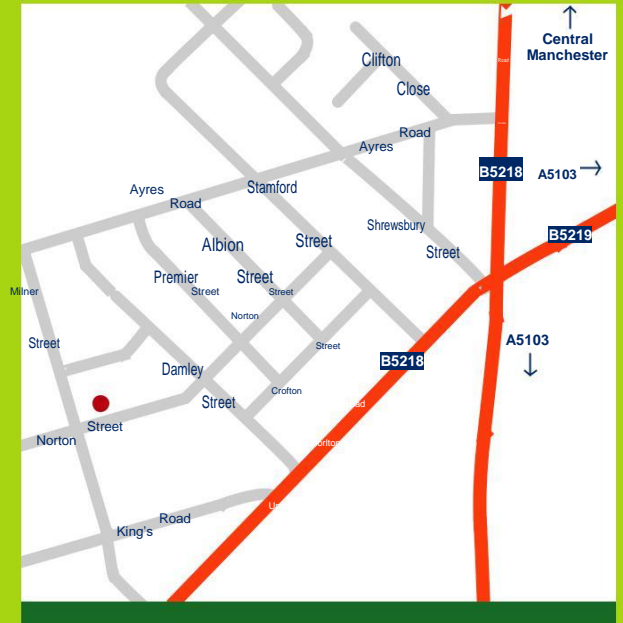 Central
Manchester
Clifton
Close
Road
Ayres
B5218
A5103
Ayres
Road
Stamford
Shrewsbury
Street
B5219
Albion
Street
Premier
Street
Street
Street
Milner
Norton
Street
Street
A5103
B5218
Damley
Crofton
Street
Street
Norton
Road
King's